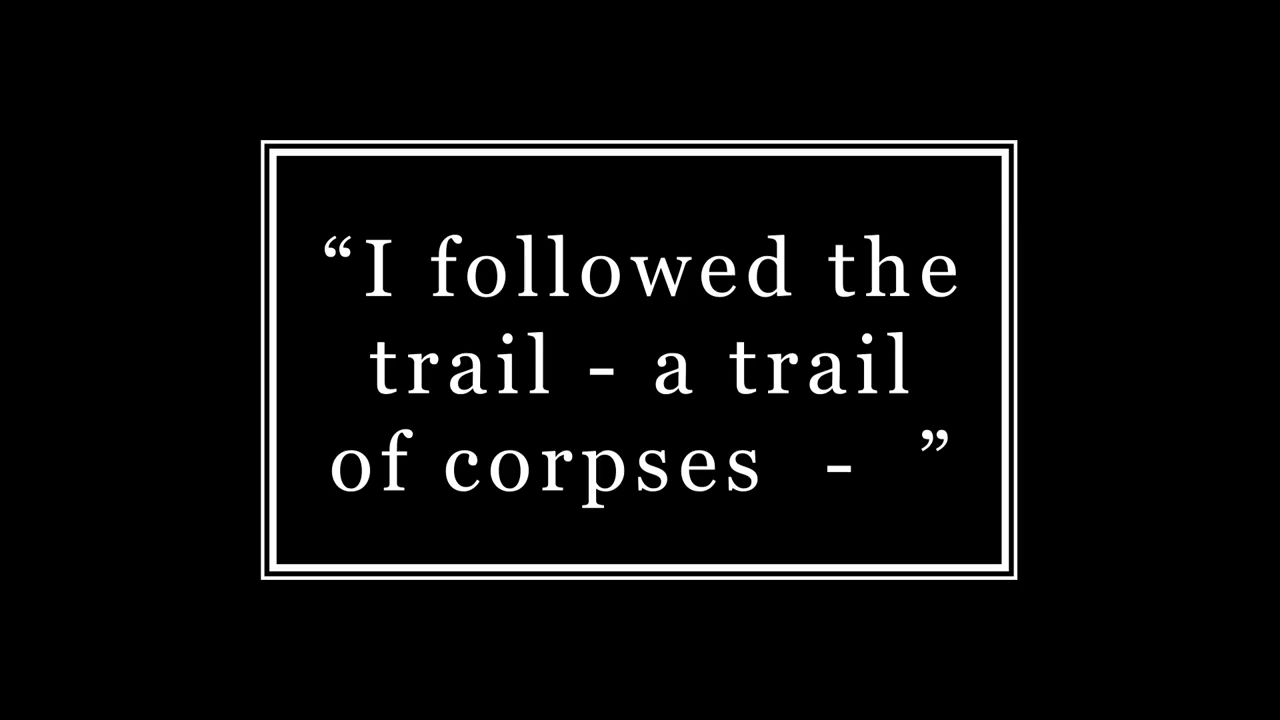 “I followed the
trail - a trail
of corpses  -  ”